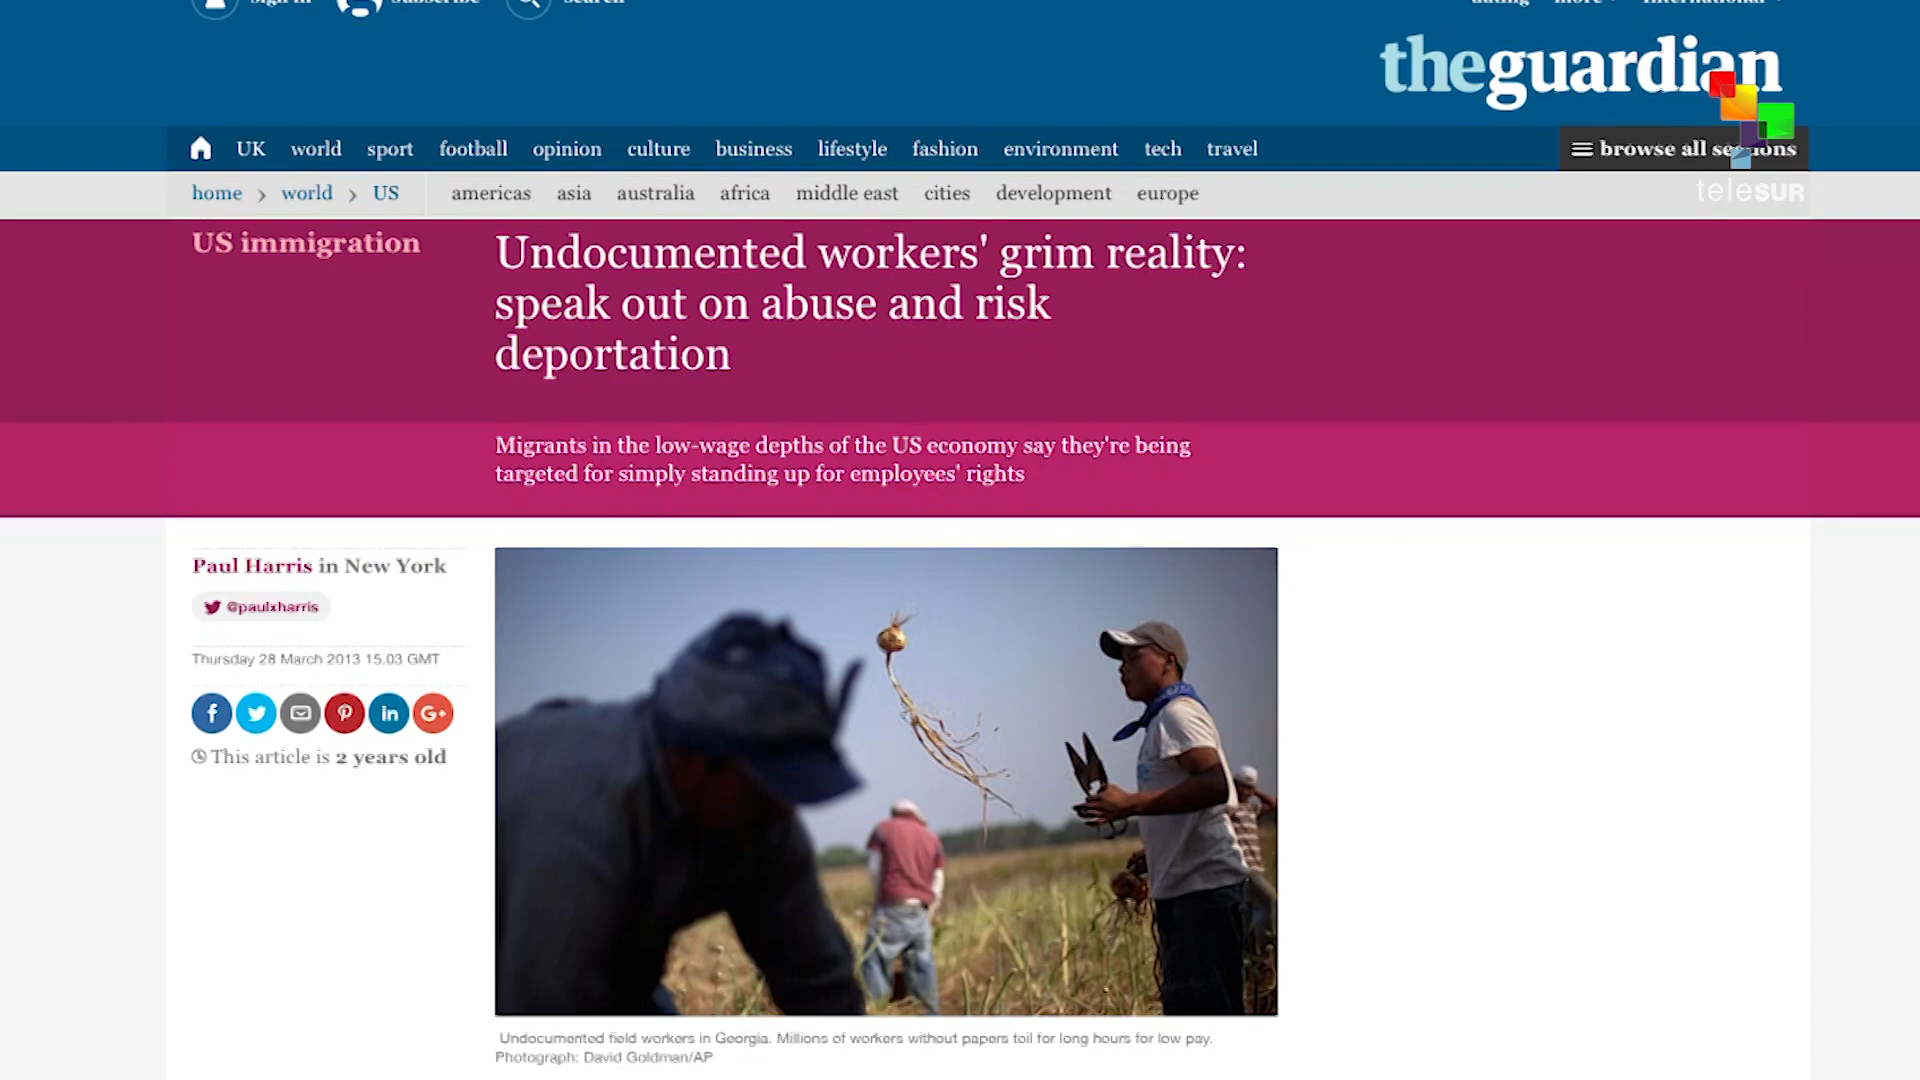 sign in subscribe search dating more international
theguardian
UK world sport football opinion culture business lifestyle fashion environment tech travel browse all sections
home > world > US americas asia australia africa middle east cities development europe
teleSUR
US immigration
Undocumented workers' grim reality:
speak out on abuse and risk
deportation
Migrants in the low-wage depths of the US economy say they're being
targeted for simply standing up for employees' rights
Paul Harris in New York
@paulxharris
Thursday 28 March 2013 15.03 GMT
This article is 2 years old
Undocumented field workers in Georgia. Millions of workers without papers toil for long hours for low pay.
Photograph: David Goldman/AP